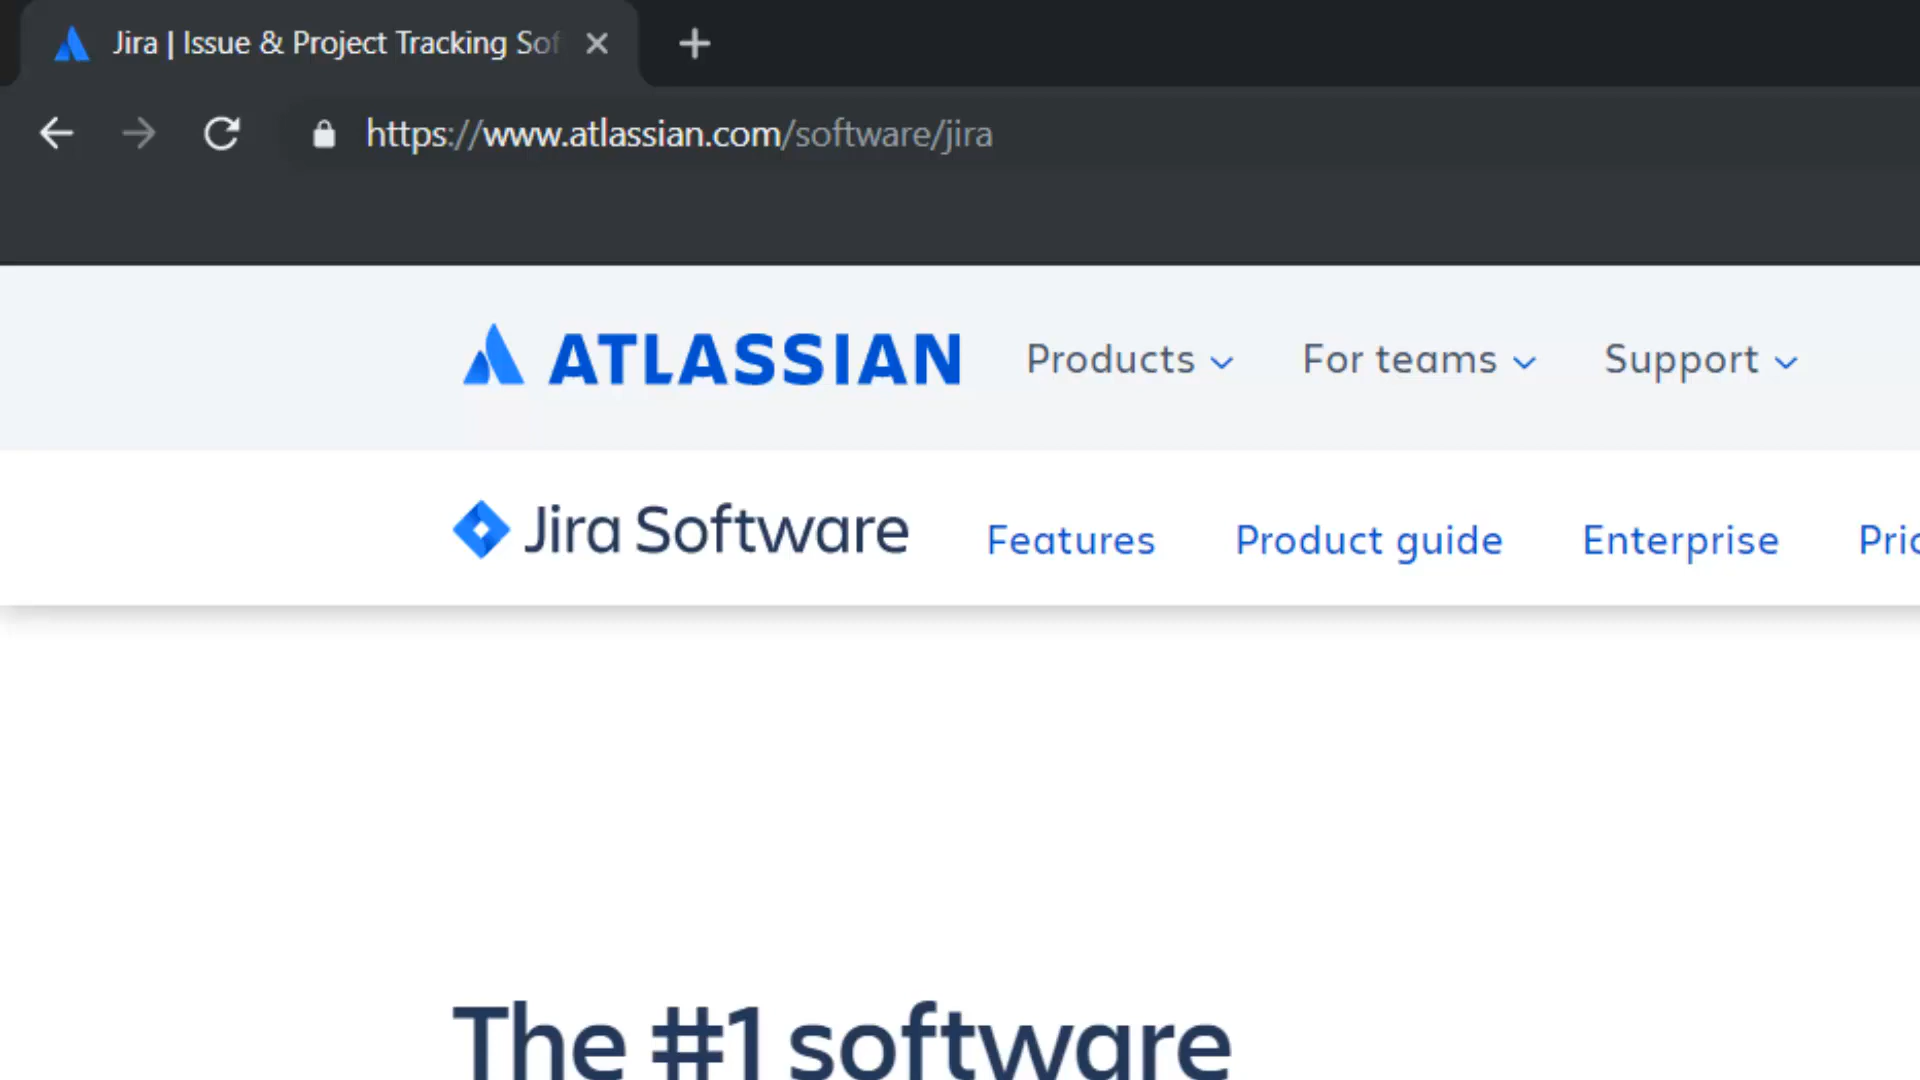 Jira | Issue & Project Tracking Sof
https://www.atlassian.com/software/jira
ATLASSIAN Products For teams Support
Jira Software Features Product guide Enterprise Pric
The #1 software